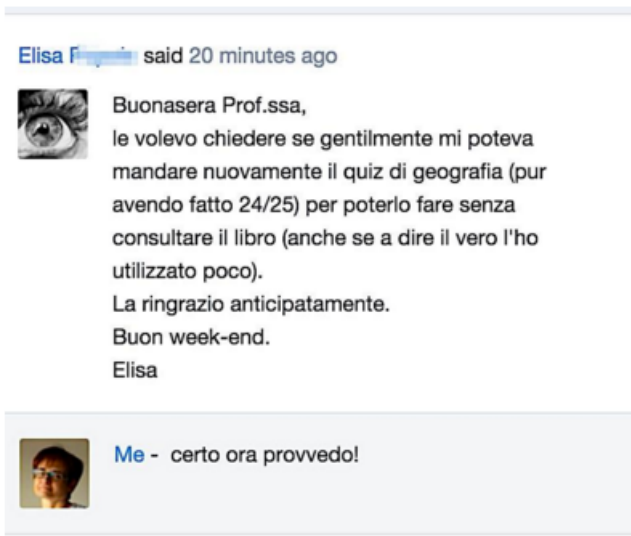 Elisa said 20 minutes ago
Buonasera Prof.ssa,
le volevo chiedere se gentilmente mi poteva
mandare nuovamente il quiz di geografia (pur
avendo fatto 24/25) per poterlo fare senza
consultare il libro (anche se a dire il vero l'ho
utilizzato poco).
La ringrazio anticipatamente.
Buon week-end.
Elisa
Me - certo ora provvedo!